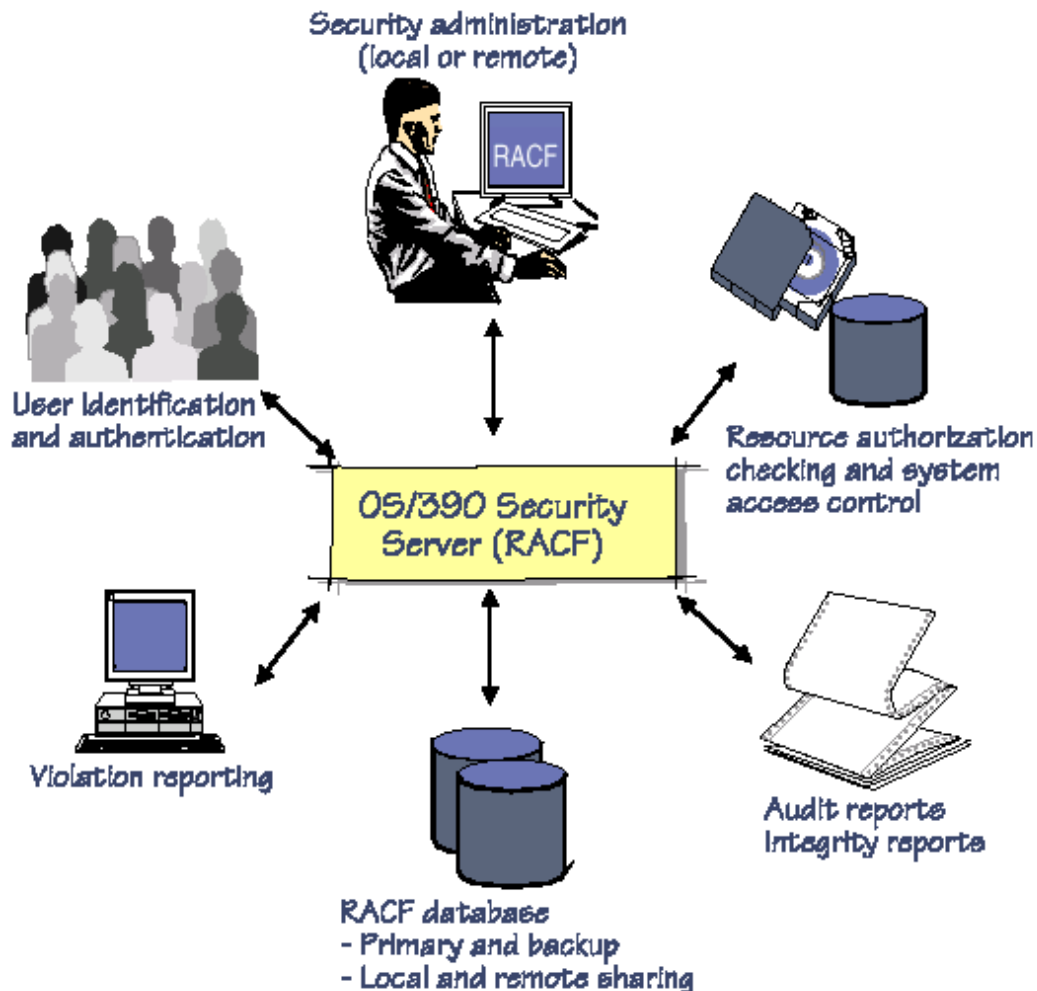 Security administration
(local or remote)
RACF
User identification
and authentication
Resource authorization
checking and system
access control
OS/390 Security
Server (RACF)
Violation reporting
Audit reports
Integrity reports
RACF database
- Primary and backup
- Local and remote sharing